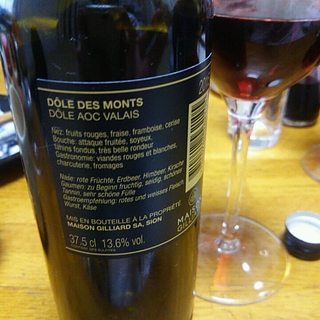 DÔLE DES MONTS
DÔLE AOC VALAIS
Nez: fruits rouges, fraise, framboise, cerise
Bouche: attaque fruitée, soyeux,
tanins fondus, très belle rondeur
Gastronomie: viandes rouges et blanches,
charcuterie, fromages
Nase: rote Früchte, Erdbeer, Himbeer, Kirsche
Gaumen: zu Beginn fruchtig, seidig, schönes
Tannin, sehr schöne Fülle
Gastroempfehlung: rotes und weisses Fleisch
Wurst, Käse
MIS EN BOUTEILLE À LA PROPRIÉTÉ
MAISON GILLIARD SA, SION
37.5 cl 13.6% vol.